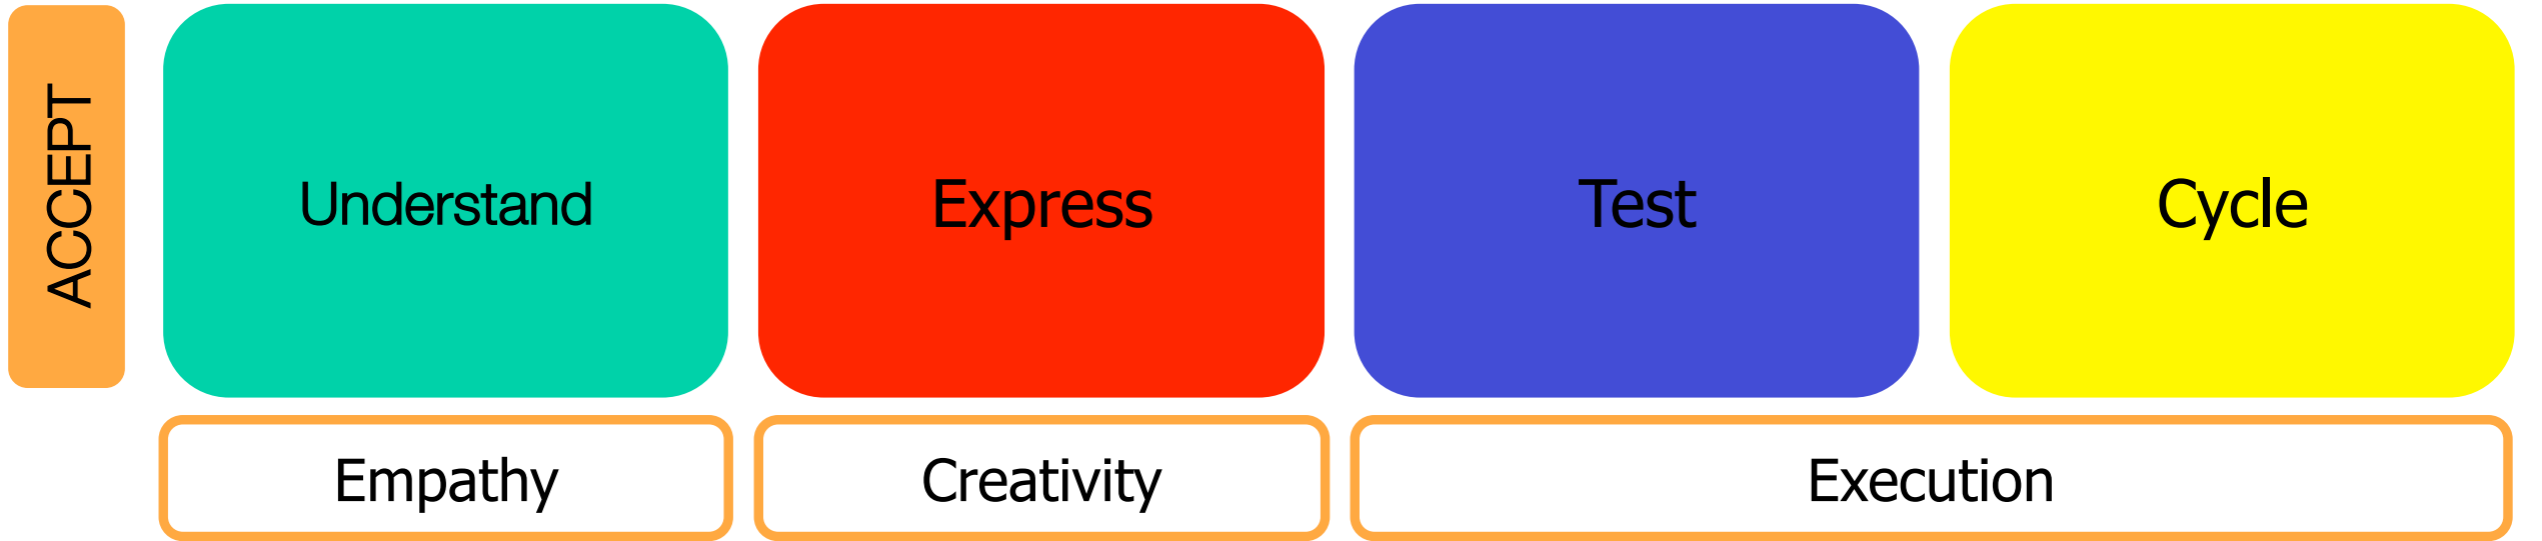 ACCEPT
Understand
Express
Test
Cycle
Empathy
Creativity
Execution